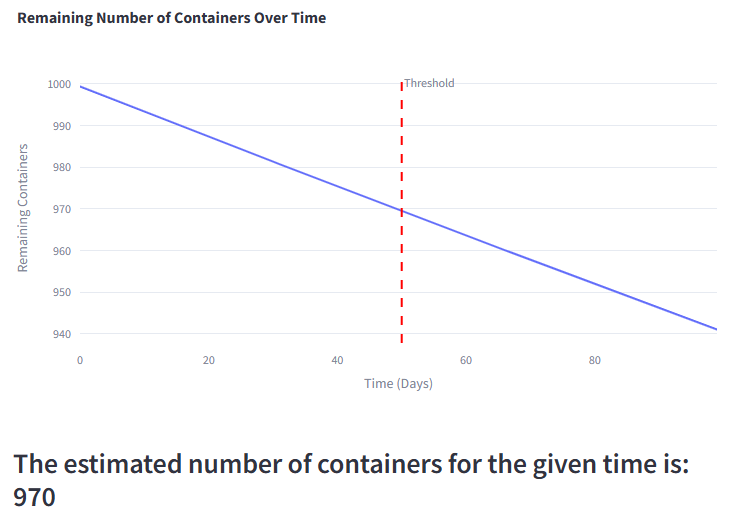 Remaining Number of Containers Over Time
Threshold
1000
990
980
970
960
950
940
Remaining Containers
0 20 40 60 80
Time (Days)
The estimated number of containers for the given time is:
970